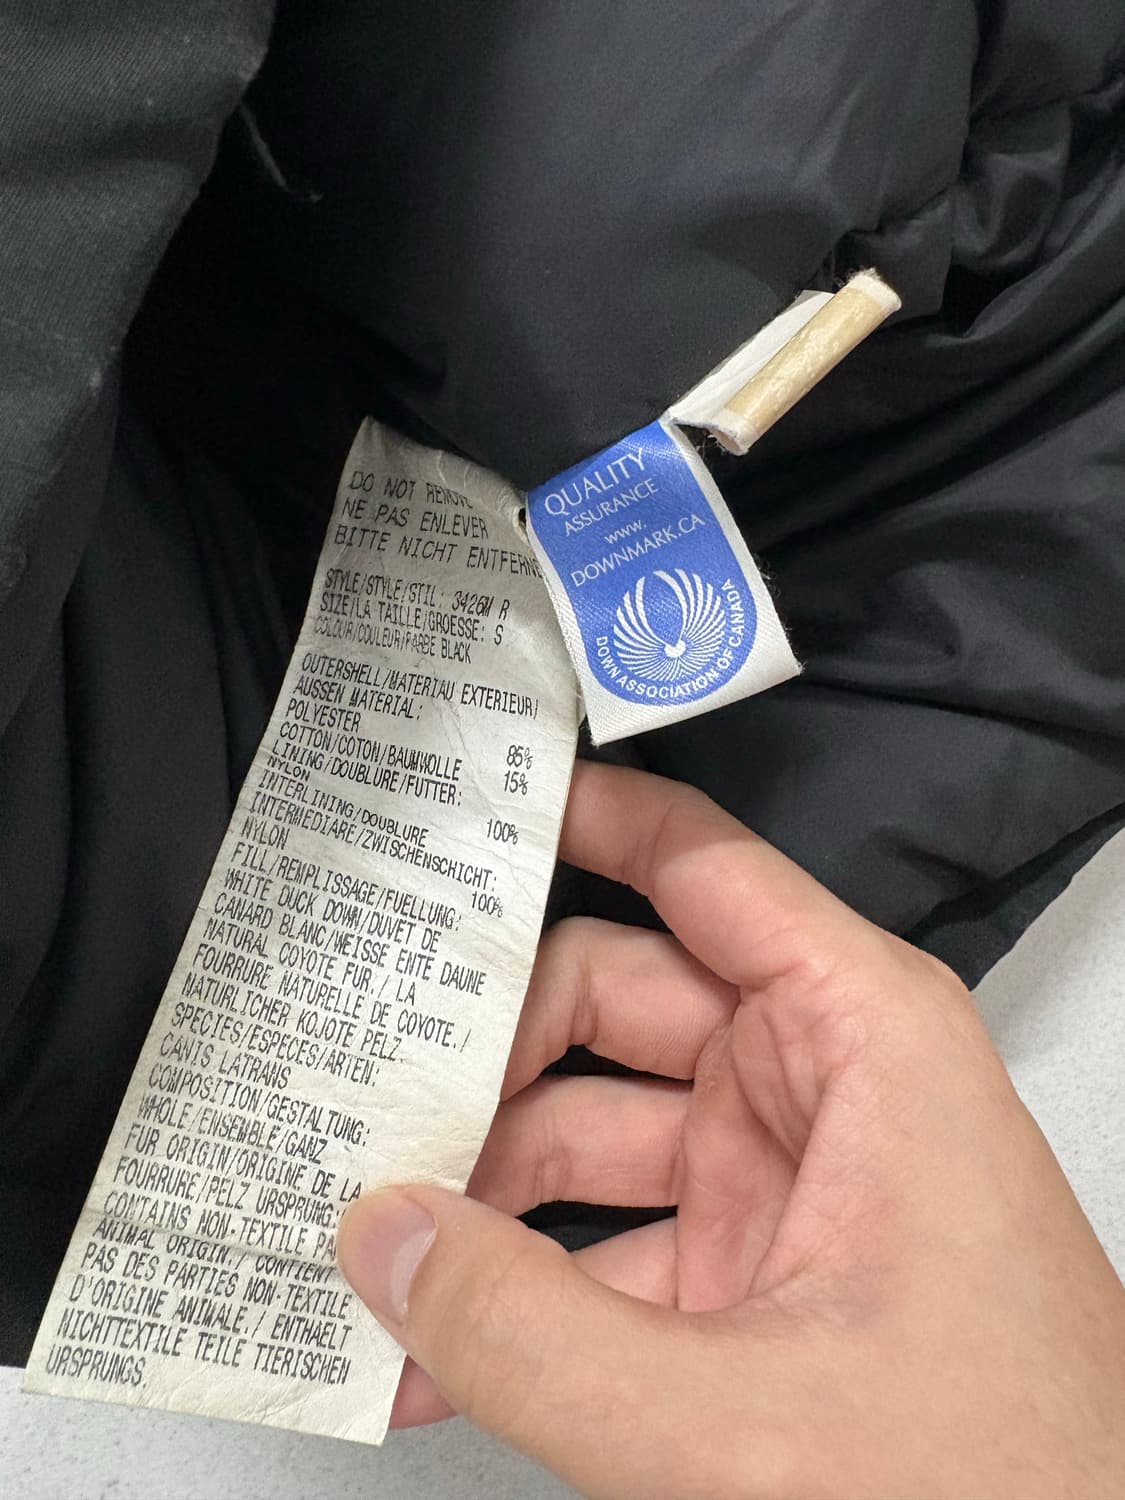 DO NOT REMOVE
NE PAS ENLEVER
BITTE NICHT ENTFERNE
STYLE/STYLE/STIL: 3426M R
SIZE/LA TAILLE/GROESSE: S
COLOUR/COULEUR/FARBE BLACK
OUTERSHELL/MATERIAU EXTERIEUR/
AUSSEN MATERIAL:
POLYESTER 85%
COTTON/COTON/BAUMWOLLE 15%
LINING/DOUBLURE/FUTTER:
NYLON 100%
INTERLINING/DOUBLURE
INTERMEDIARE/ZWISCHENSCHICHT:
NYLON 100%
FILL/REMPLISSAGE/FUELLUNG:
WHITE DUCK DOWN/DUVET DE
CANARD BLANC/WEISSE ENTE DAUNE
NATURAL COYOTE FUR./ LA
FOURRURE NATURELLE DE COYOTE./
NATURLICHER KOJOTE PELZ.
SPECIES/ESPECES/ARTEN:
CANIS LATRANS
COMPOSITION/GESTALTUNG:
WHOLE/ENSEMBLE/GANZ
FUR ORIGIN/ORIGINE DE LA
FOURRURE/PELZ URSPRUNG:
CONTAINS NON-TEXTILE PA
ANIMAL ORIGIN./ CONTIENT
PAS DES PARTIES NON-TEXTILE
D'ORIGINE ANIMALE./ ENTHAELT
NICHTTEXTILE TEILE TIERISCHEN
URSPRUNGS.
QUALITY
ASSURANCE
www.
DOWNMARK.CA
DOWN ASSOCIATION OF CANADA